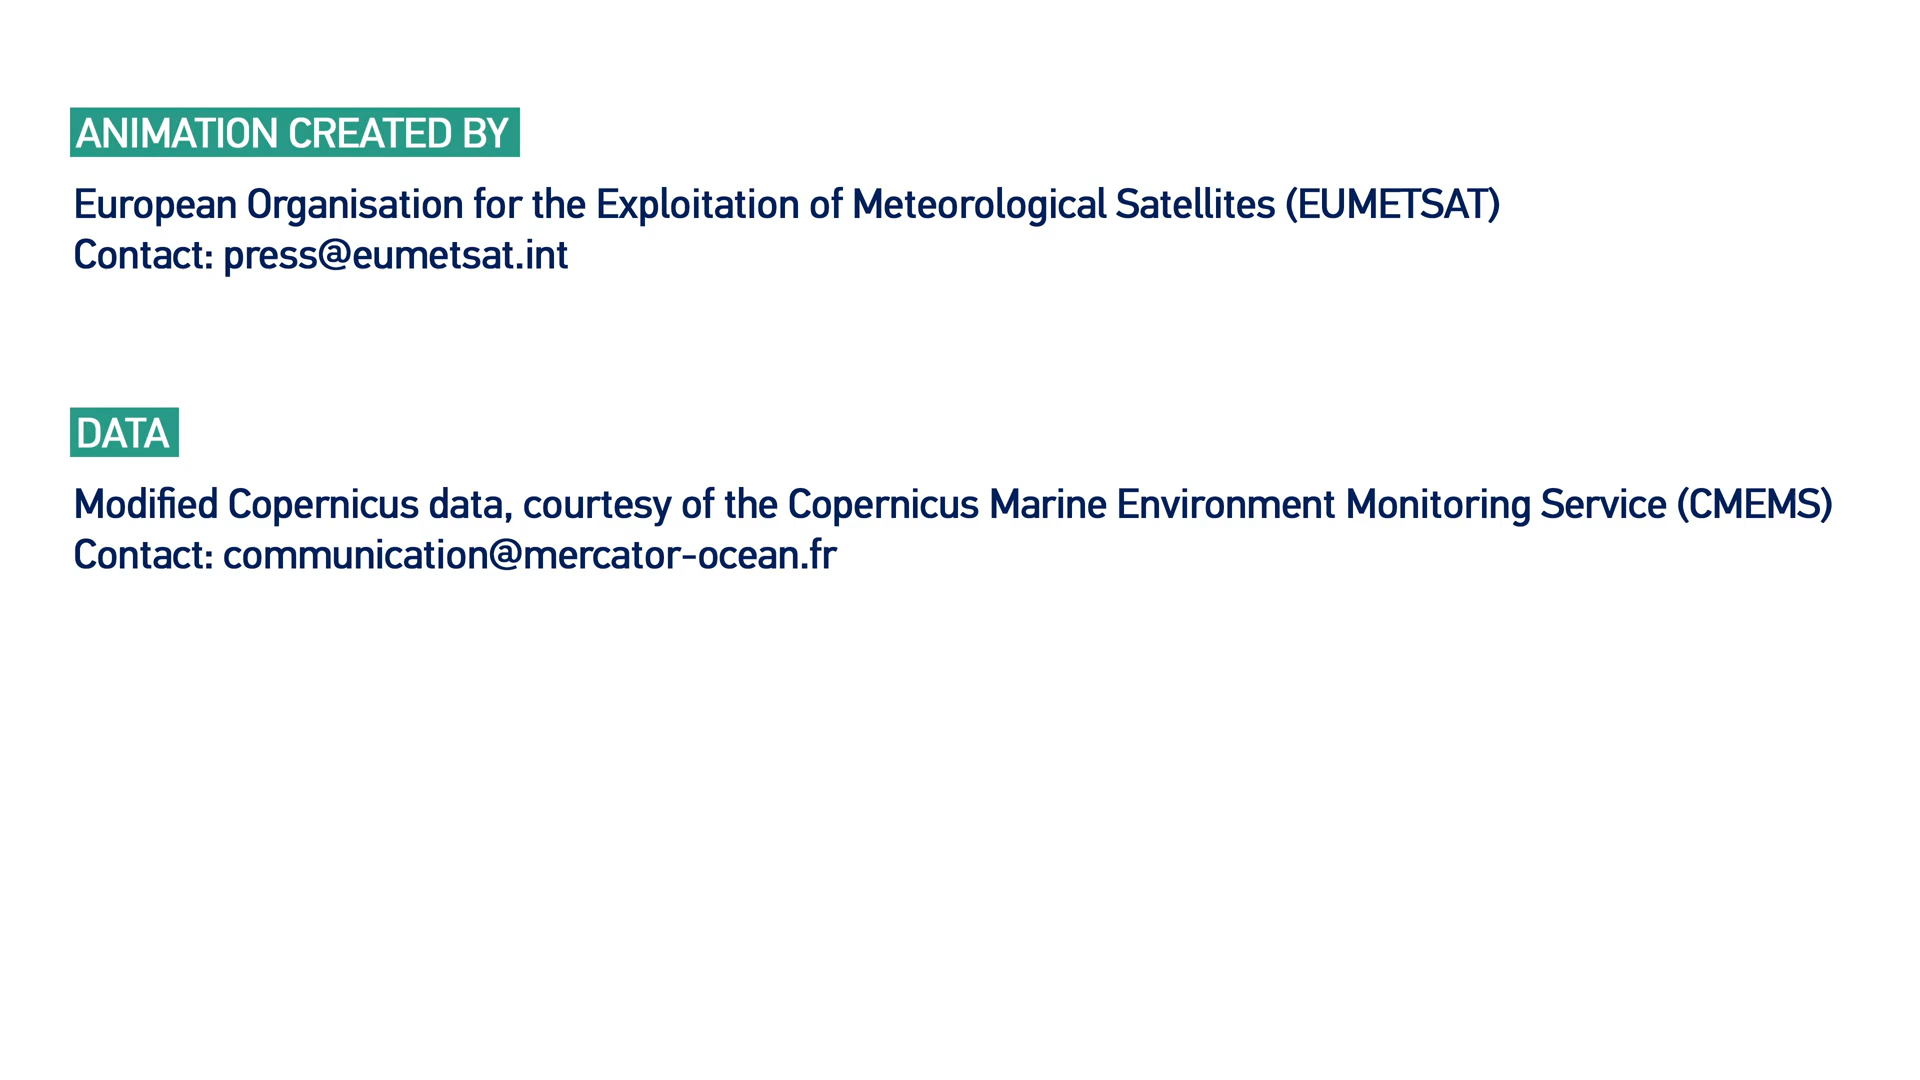 ANIMATION CREATED BY
European Organisation for the Exploitation of Meteorological Satellites (EUMETSAT)
Contact: press@eumetsat.int
DATA
Modified Copernicus data, courtesy of the Copernicus Marine Environment Monitoring Service (CMEMS)
Contact: communication@mercator-ocean.fr